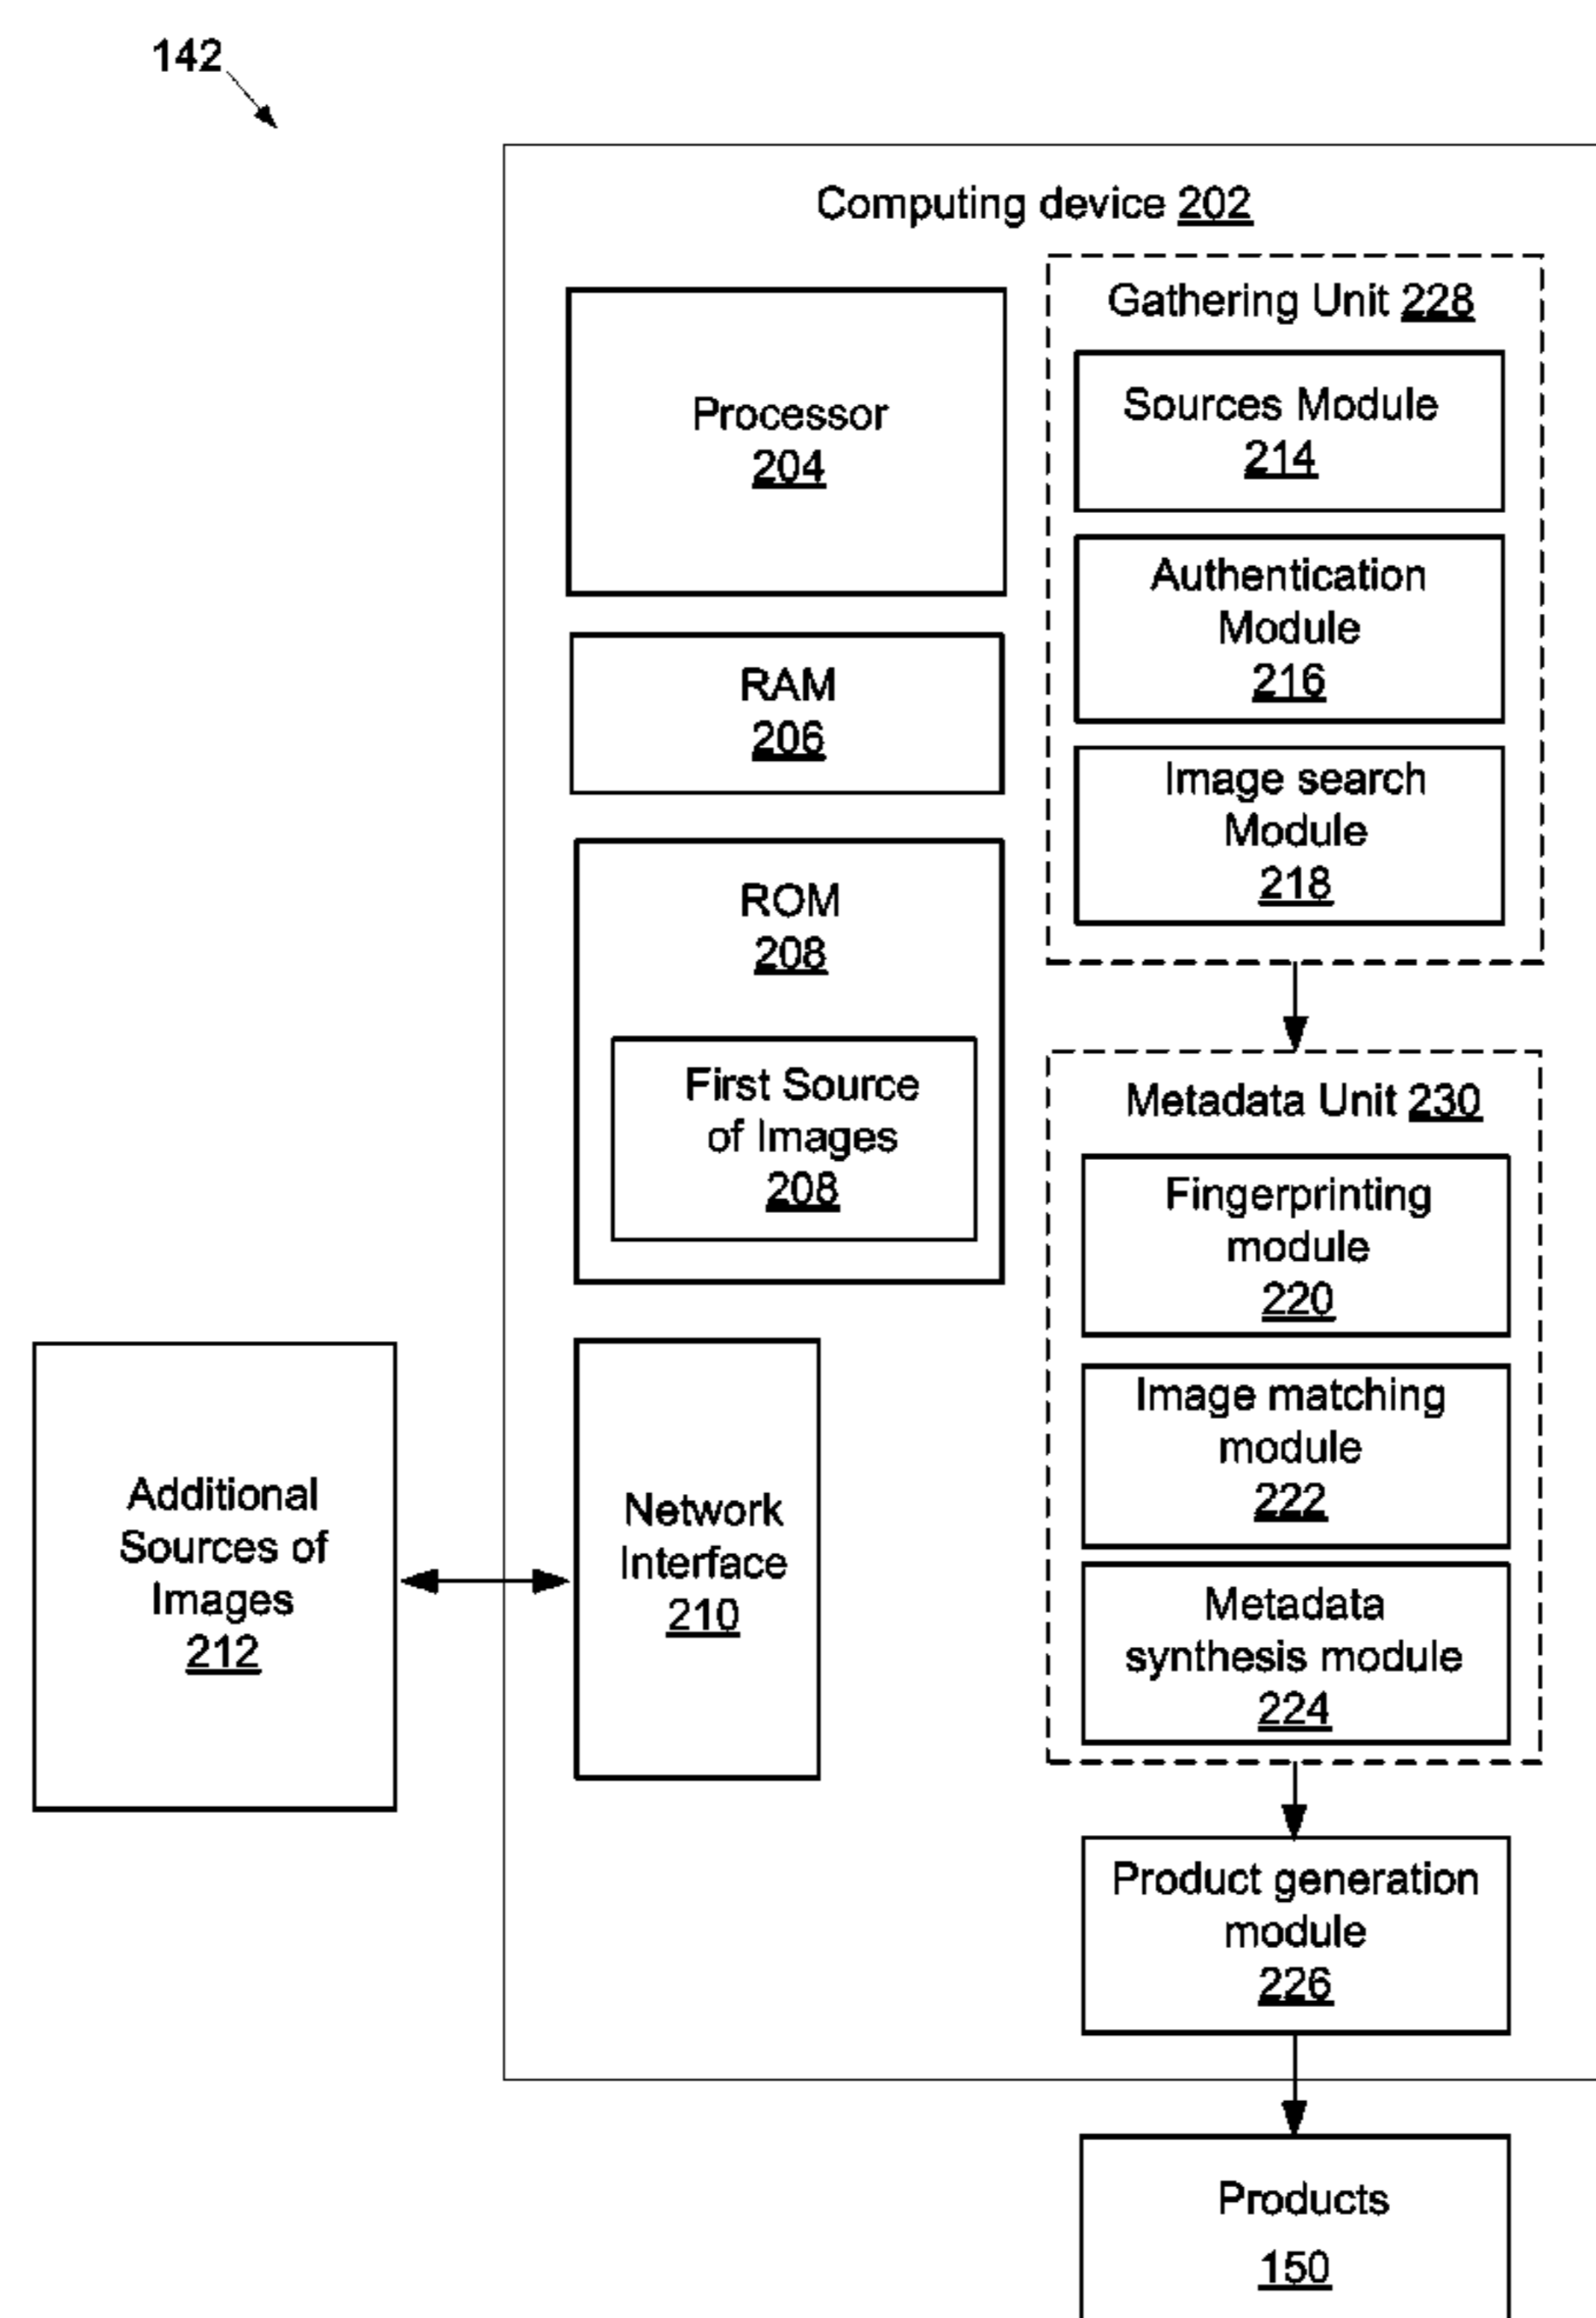 142
Computing device 202
Processor
204
RAM
206
ROM
208
First Source
of Images
208
Additional
Sources of
Images
212
Network
Interface
210
Gathering Unit 228
Sources Module
214
Authentication
Module
216
Image search
Module
218
Metadata Unit 230
Fingerprinting
module
220
Image matching
module
222
Metadata
synthesis module
224
Product generation
module
226
Products
150